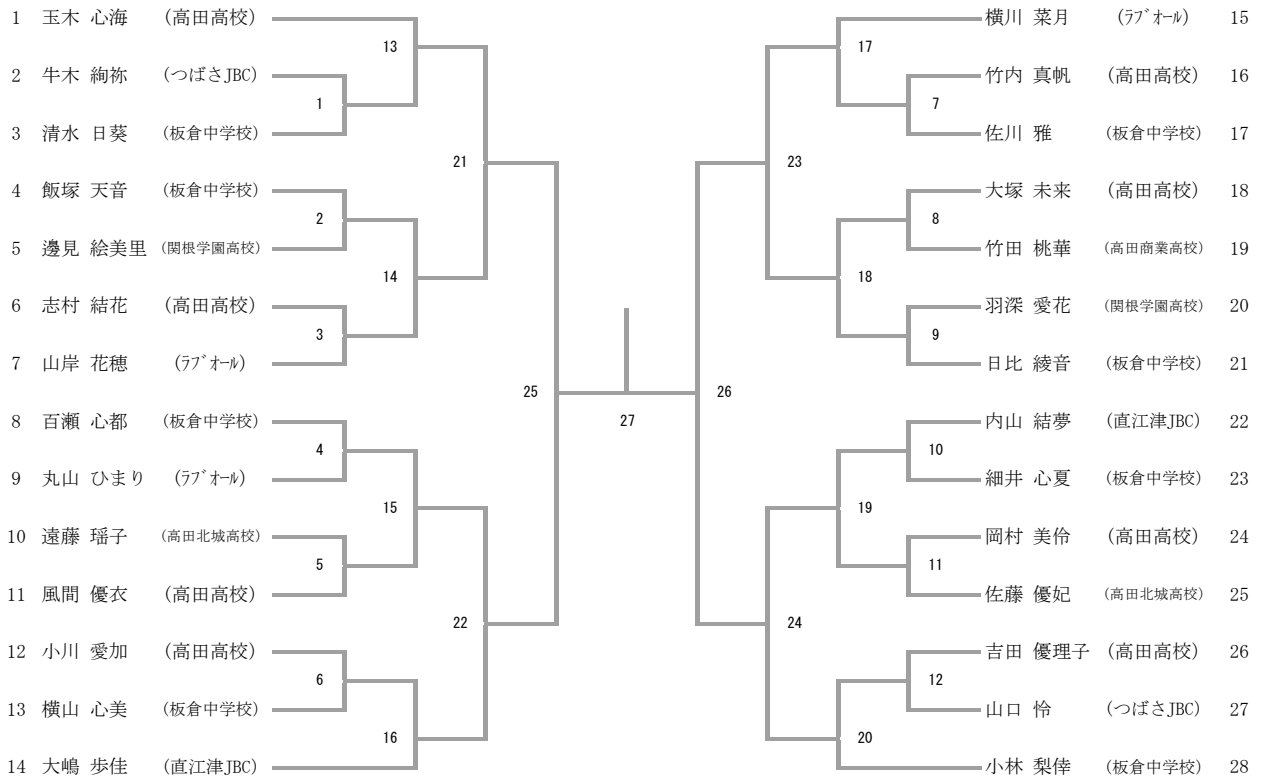 1 玉木 心海 (高田高校)
2 牛木 絢祢 (つばさJBC)
3 清水 日葵 (板倉中学校)
4 飯塚 天音 (板倉中学校)
5 邊見 絵美里 (関根学園高校)
6 志村 結花 (高田高校)
7 山岸 花穂 (ﾗﾌﾞｵｰﾙ)
8 百瀬 心都 (板倉中学校)
9 丸山 ひまり (ﾗﾌﾞｵｰﾙ)
10 遠藤 瑶子 (高田北城高校)
11 風間 優衣 (高田高校)
12 小川 愛加 (高田高校)
13 横山 心美 (板倉中学校)
14 大嶋 歩佳 (直江津JBC)
13
1
21
2
14
3
25
4
15
5
22
6
16
27
横川 菜月 (ﾗﾌﾞｵｰﾙ) 15
竹内 真帆 (高田高校) 16
佐川 雅 (板倉中学校) 17
大塚 未来 (高田高校) 18
竹田 桃華 (高田商業高校) 19
羽深 愛花 (関根学園高校) 20
日比 綾音 (板倉中学校) 21
内山 結夢 (直江津JBC) 22
細井 心夏 (板倉中学校) 23
岡村 美伶 (高田高校) 24
佐藤 優妃 (高田北城高校) 25
吉田 優理子 (高田高校) 26
山口 怜 (つばさJBC) 27
小林 梨倖 (板倉中学校) 28
17
7
23
8
18
9
26
10
19
11
24
12
20